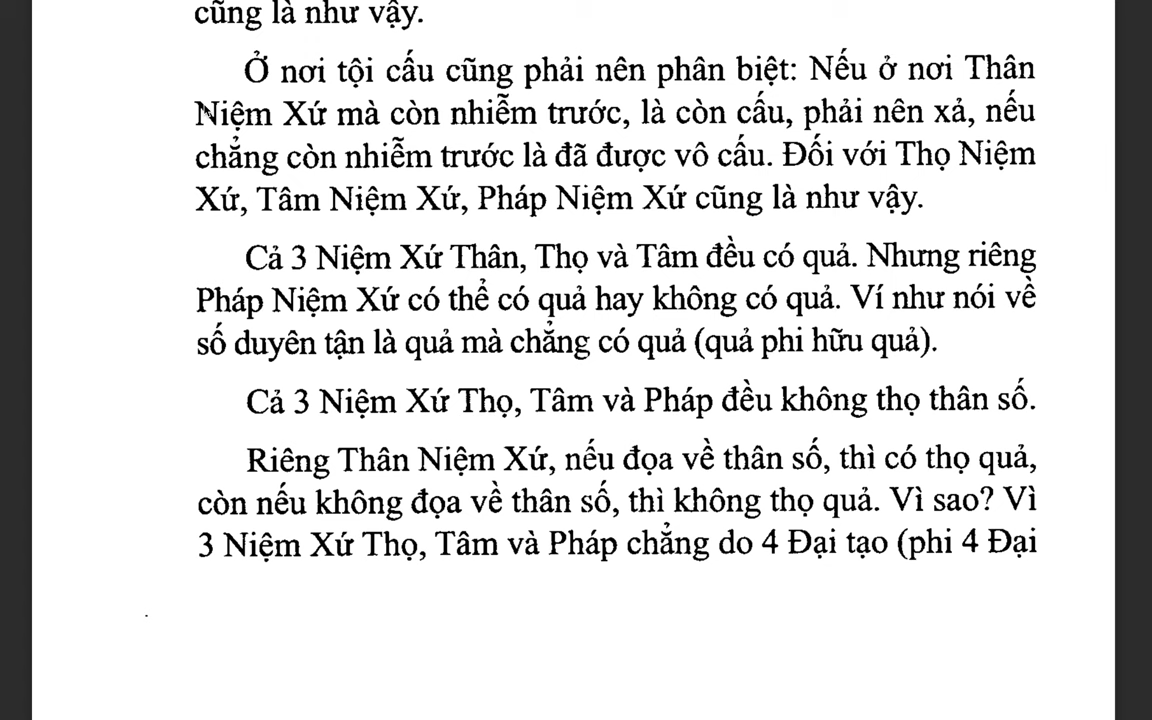 cũng là như vậy.
Ở nơi tội cấu cũng phải nên phân biệt: Nếu ở nơi Thân
Niệm Xứ mà còn nhiễm trước, là còn cấu, phải nên xả, nếu
chẳng còn nhiễm trước là đã được vô cấu. Đối với Thọ Niệm
Xứ, Tâm Niệm Xứ, Pháp Niệm Xứ cũng là như vậy.
Cả 3 Niệm Xứ Thân, Thọ và Tâm đều có quả. Nhưng riêng
Pháp Niệm Xứ có thể có quả hay không có quả. Ví như nói về
số duyên tận là quả mà chẳng có quả (quả phi hữu quả).
Cả 3 Niệm Xứ Thọ, Tâm và Pháp đều không thọ thân số.
Riêng Thân Niệm Xứ, nếu đọa về thân số, thì có thọ quả,
còn nếu không đọa về thân số, thì không thọ quả. Vì sao? Vì
3 Niệm Xứ Thọ, Tâm và Pháp chẳng do 4 Đại tạo (phi 4 Đại